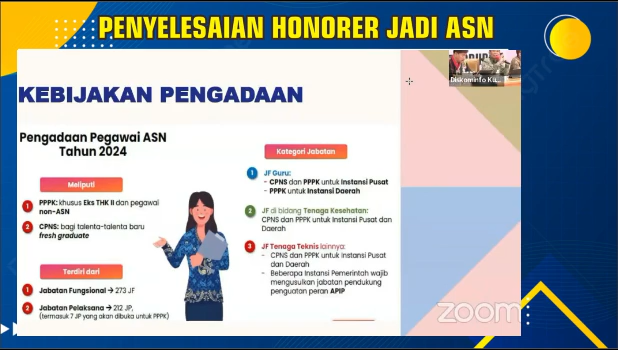 PENYELESAIAN HONORER JADI ASN
KEBIJAKAN PENGADAAN
Diskominfo Ku...
Pengadaan Pegawai ASN
Tahun 2024
Meliputi
1 PPPK: khusus Eks THK II dan pegawai
non-ASN
2 CPNS: bagi talenta-talenta baru
fresh graduate
Terdiri dari
1 Jabatan Fungsional → 273 JF
2 Jabatan Pelaksana → 212 JP,
(termasuk 7 JP yang akan dibuka untuk PPPK)
Kategori Jabatan
1 JF Guru:
- CPNS dan PPPK untuk Instansi Pusat
- PPPK untuk Instansi Daerah
2 JF di bidang Tenaga Kesehatan:
CPNS dan PPPK untuk Instansi Pusat dan
Daerah
3 JF Tenaga Teknis lainnya:
- CPNS dan PPPK untuk Instansi Pusat
dan Daerah
- Beberapa Instansi Pemerintah wajib
mengusulkan jabatan pendukung
penguatan peran APIP
zoom